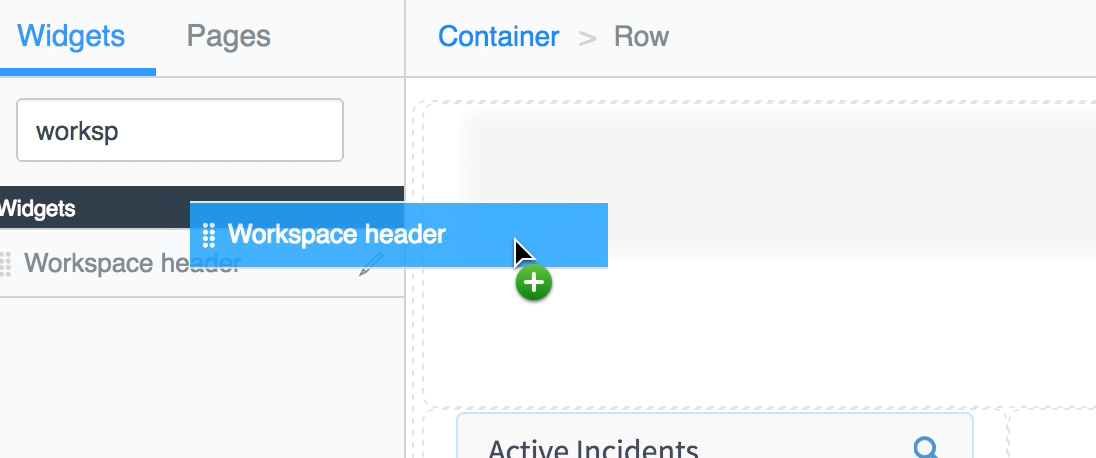 Widgets Pages
Container > Row
worksp
Widgets
Workspace header
Workspace header
Active Incidents